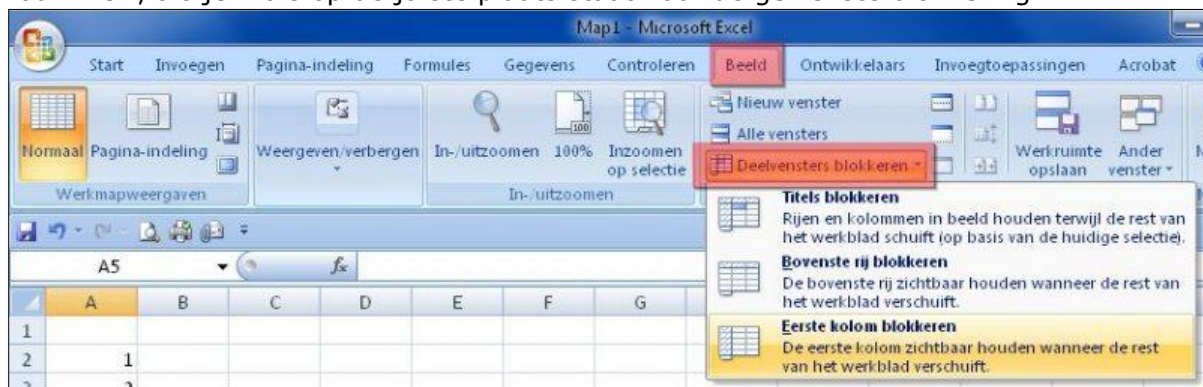 Map1 - Microsoft Excel
Start Invoegen Pagina-indeling Formules Gegevens Controleren Beeld Ontwikkelaars Invoegtoepassingen Acrobat
Normaal Pagina-indeling Weergeven/verbergen In-/uitzoomen 100% Inzoomen op selectie
Nieuw venster
Alle vensters
Deelvensters blokkeren
Werkruimte opslaan Ander venster
Werkmapweergaven In-/uitzoomen
Titels blokkeren
Rijen en kolommen in beeld houden terwijl de rest van
het werkblad schuift (op basis van de huidige selectie).
Bovenste rij blokkeren
De bovenste rij zichtbaar houden wanneer de rest van
het werkblad verschuift.
Eerste kolom blokkeren
De eerste kolom zichtbaar houden wanneer de rest
van het werkblad verschuift.
A5 fx
A B C D E F G
1
2 1